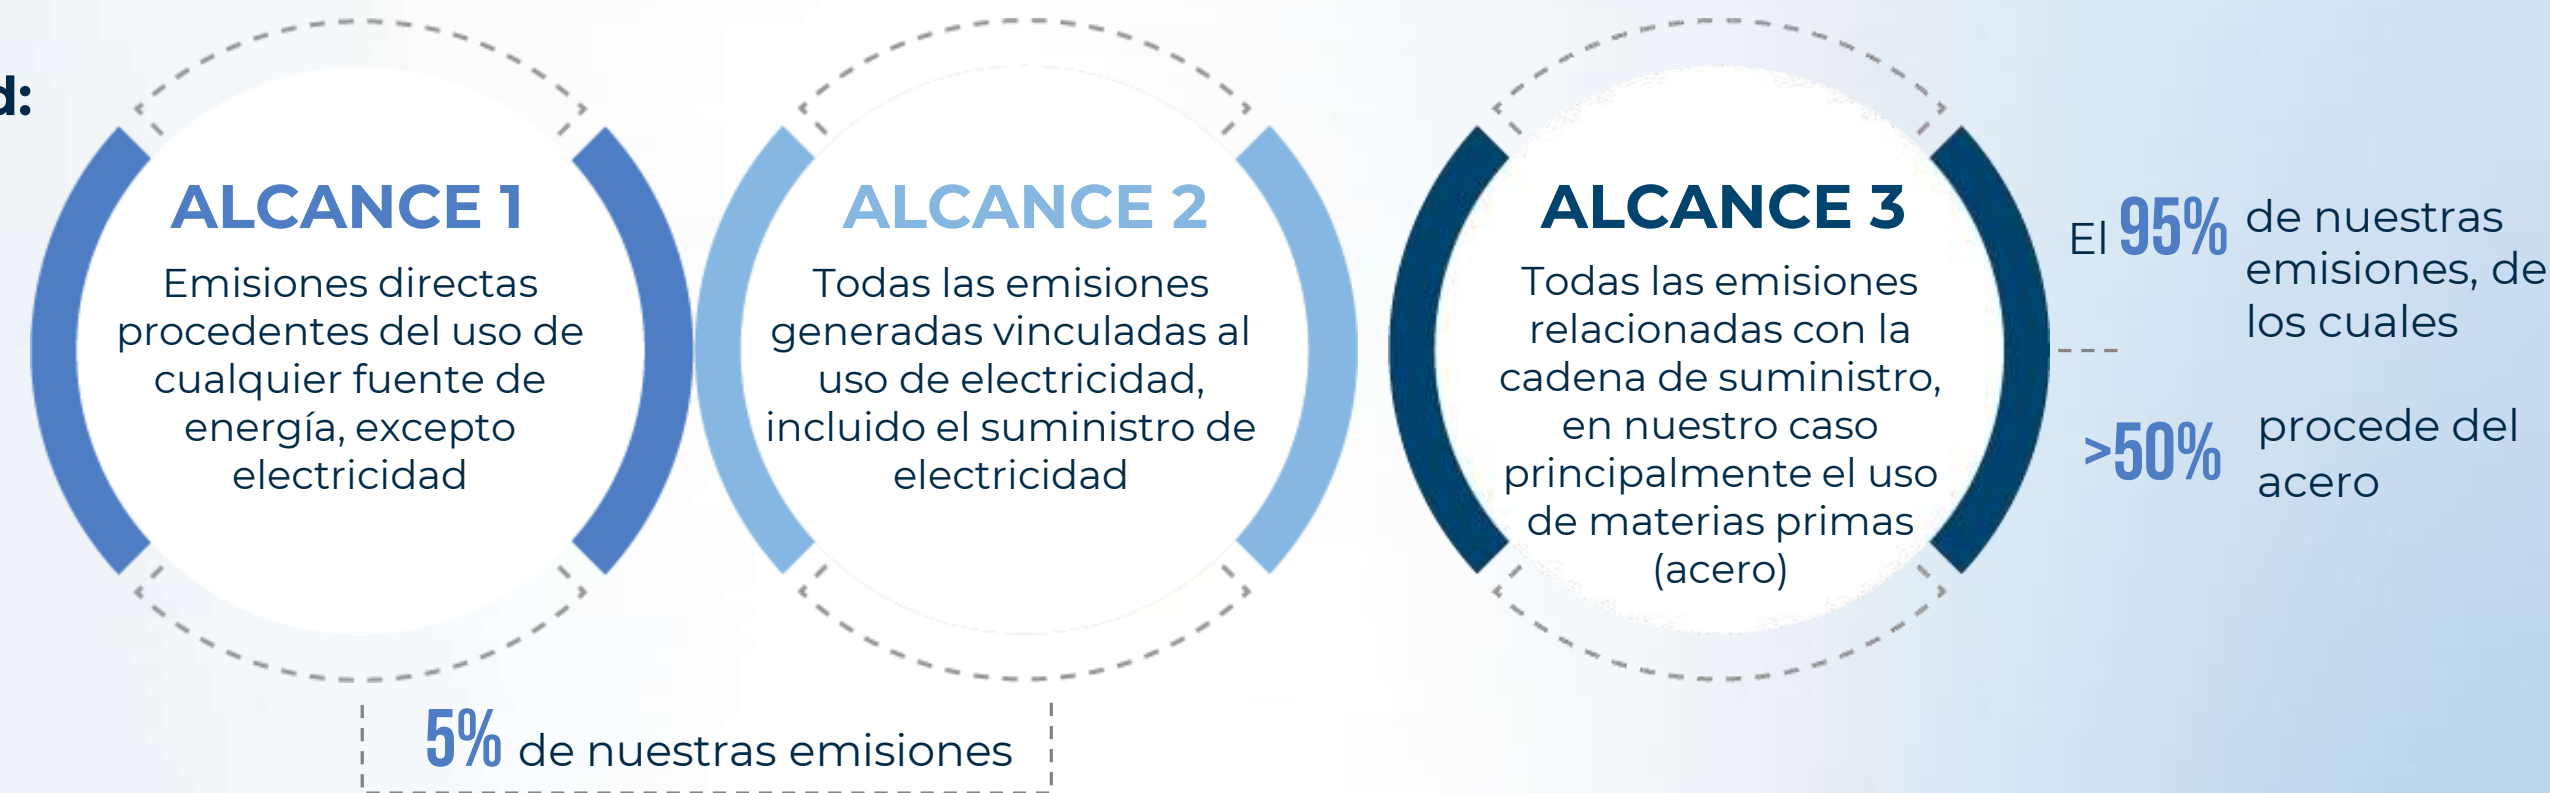 d:
ALCANCE 1
Emisiones directas
procedentes del uso de
cualquier fuente de
energía, excepto
electricidad
ALCANCE 2
Todas las emisiones
generadas vinculadas al
uso de electricidad,
incluido el suministro de
electricidad
5% de nuestras emisiones
ALCANCE 3
Todas las emisiones
relacionadas con la
cadena de suministro,
en nuestro caso
principalmente el uso
de materias primas
(acero)
El 95% de nuestras
emisiones, de
los cuales
>50% procede del
acero